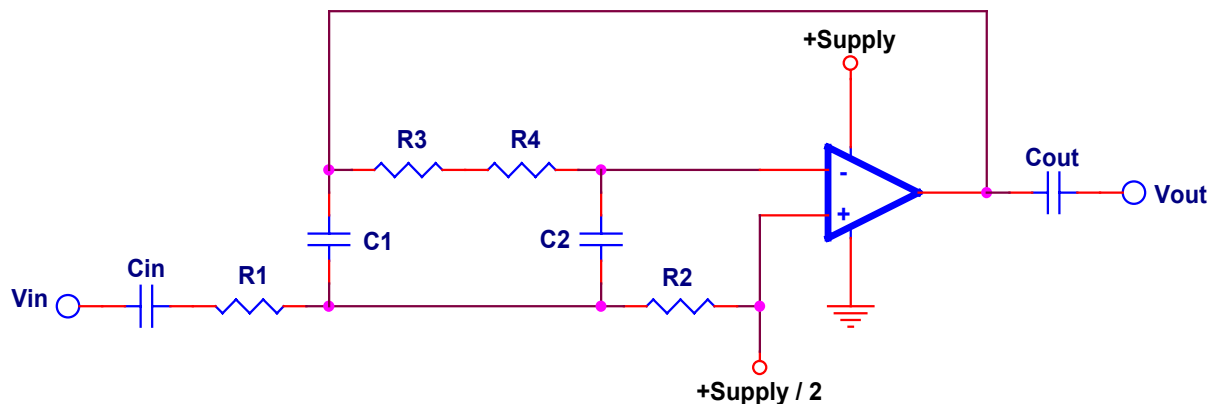 +Supply
R3
R4
-
Cout
Vout
+
C1
C2
Cin
R1
R2
Vin
+Supply / 2